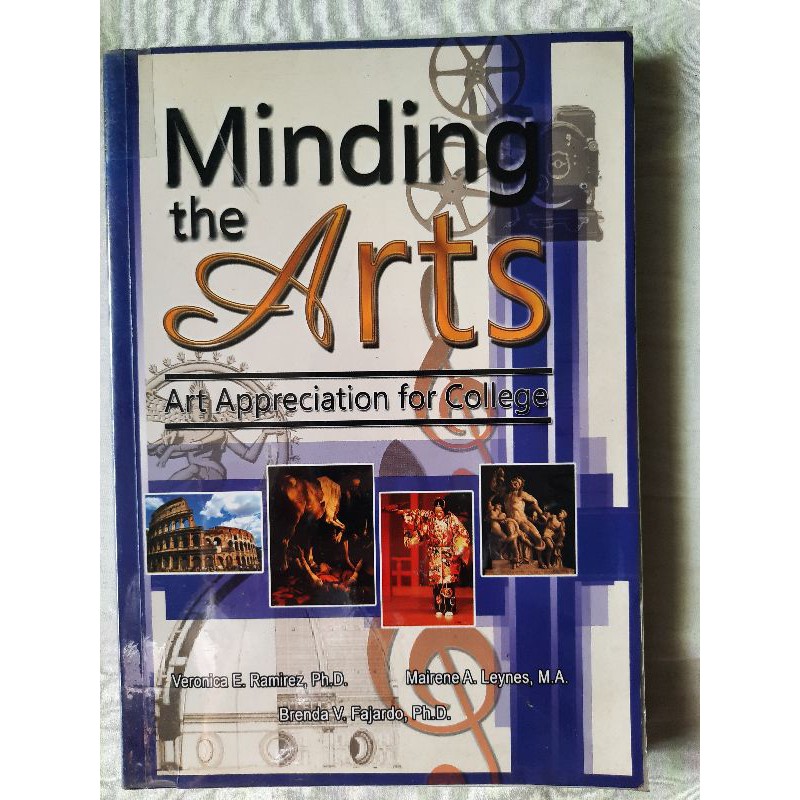 Minding
the Arts
Art Appreciation for College
Veronica E. Ramirez, Ph.D.
Mairene A. Leynes, M.A.
Brenda V. Fajardo, Ph.D.